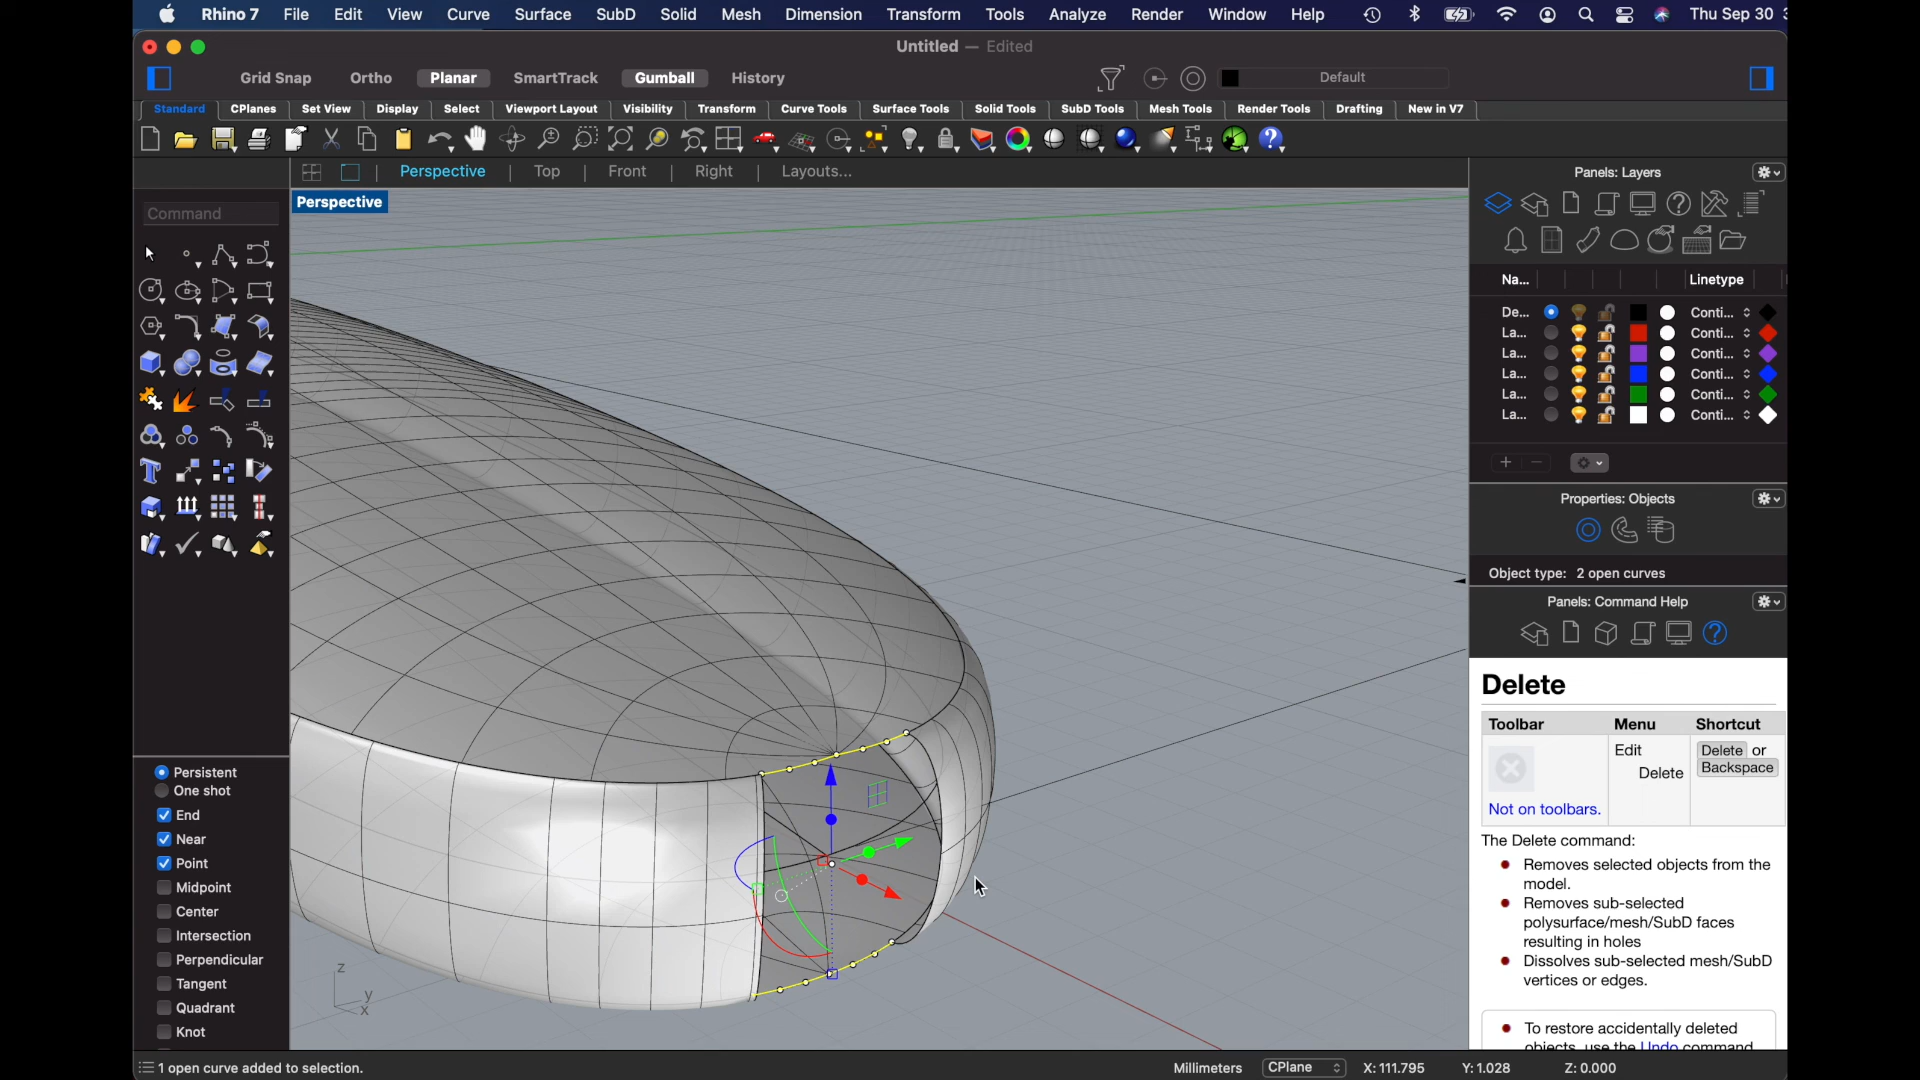 Rhino 7 File Edit View Curve Surface SubD Solid Mesh Dimension Transform Tools Analyze Render Window Help Thu Sep 30
Untitled — Edited
Grid Snap Ortho Planar SmartTrack Gumball History Default
Standard CPlanes Set View Display Select Viewport Layout Visibility Transform Curve Tools Surface Tools Solid Tools SubD Tools Mesh Tools Render Tools Drafting New in V7
Perspective Top Front Right Layouts...
Perspective
Command
Persistent
One shot
End
Near
Point
Midpoint
Center
Intersection
Perpendicular
Tangent
Quadrant
Knot
z
y
x
Panels: Layers
Na... Linetype
De... Conti...
La... Conti...
La... Conti...
La... Conti...
La... Conti...
La... Conti...
Properties: Objects
Object type: 2 open curves
Panels: Command Help
Delete
Toolbar Menu Shortcut
Edit Delete or
Delete Backspace
Not on toolbars.
The Delete command:
Removes selected objects from the
model.
Removes sub-selected
polysurface/mesh/SubD faces
resulting in holes
Dissolves sub-selected mesh/SubD
vertices or edges.
To restore accidentally deleted
objects, use the Undo command
1 open curve added to selection. Millimeters CPlane X: 111.795 Y: 1.028 Z: 0.000